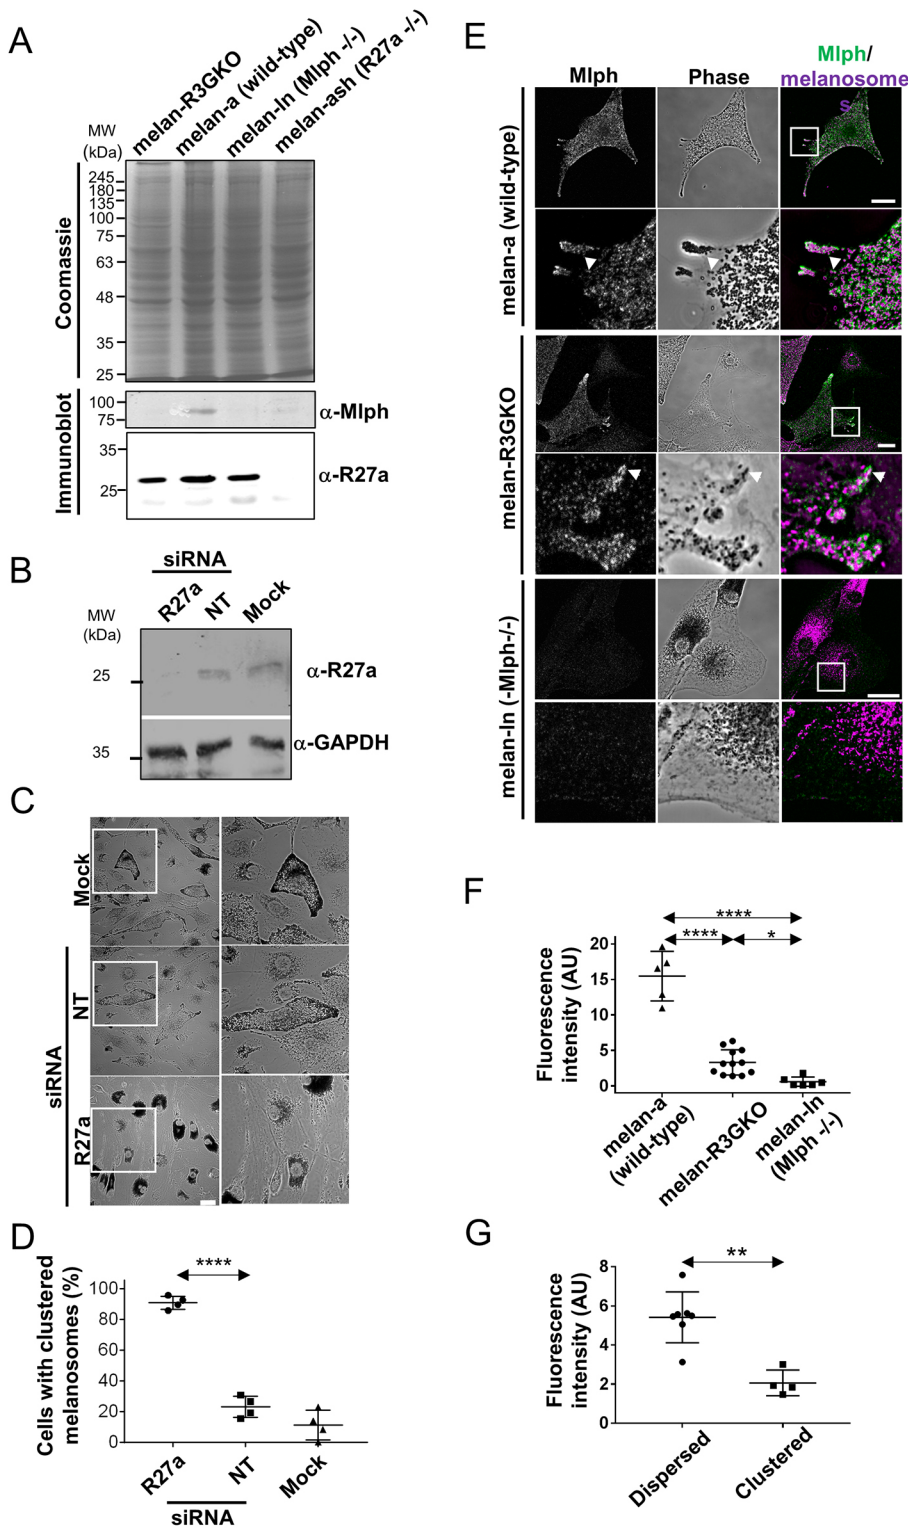 A
melan-R3GKO
melan-a (wild-type)
melan-ln (Mlph -/-)
melan-ash (R27a -/-)
MW
(kDa)
Coomassie
245
180
135
100
75
63
48
35
25
Immunoblot
100
75
α-Mlph
35
25
α-R27a
B
siRNA
R27a
NT
Mock
MW
(kDa)
25
α-R27a
35
α-GAPDH
C
Mock
siRNA
NT
R27a
D
Cells with clustered
melanosomes (%)
100
80
60
40
20
0
****
R27a
NT
Mock
siRNA
E
Mlph
Phase
Mlph/
melanosome
s
melan-a (wild-type)
melan-R3GKO
melan-ln (-Mlph-/-)
F
Fluorescence
intensity (AU)
20
15
10
5
0
****
****
*
melan-a
(wild-type)
melan-R3GKO
melan-ln
(Mlph -/-)
G
Fluorescence
intensity (AU)
8
6
4
2
0
**
Dispersed
Clustered